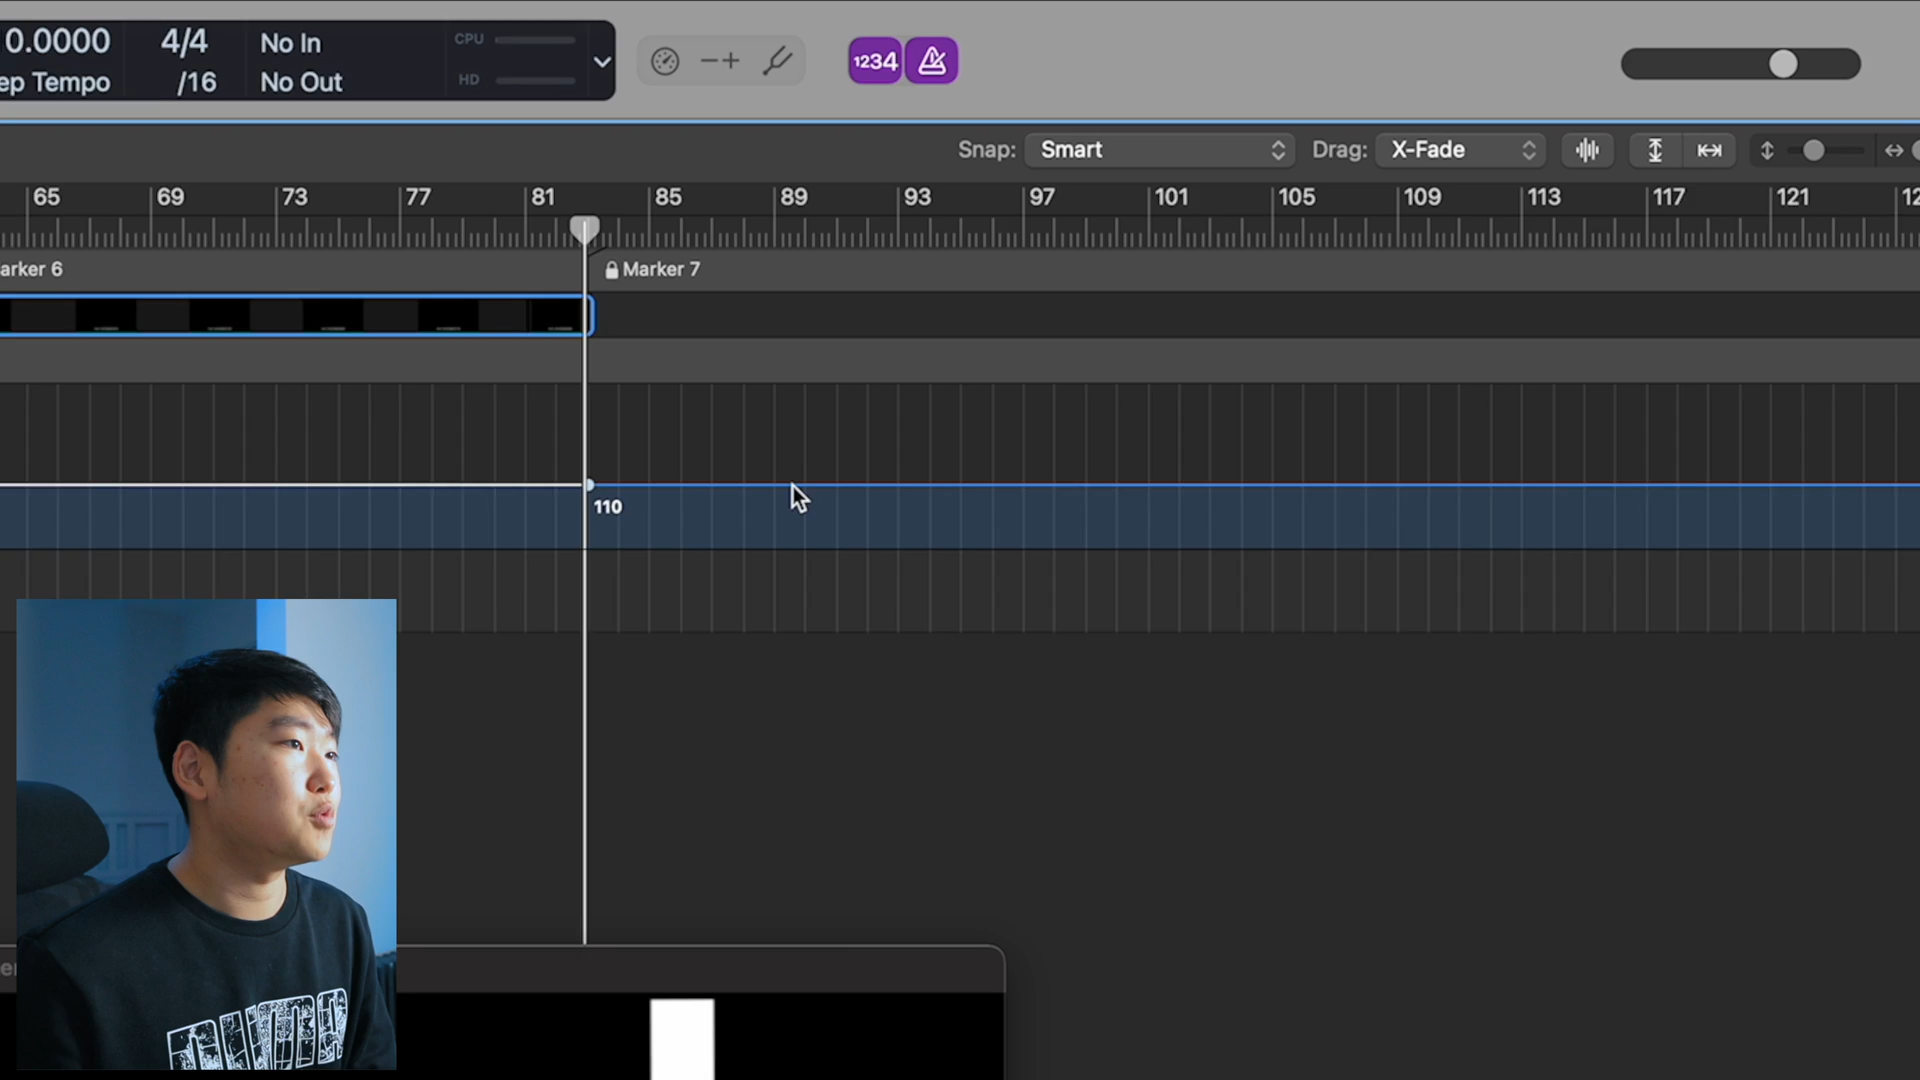 0.0000 4/4 No In CPU
ep Tempo /16 No Out HD
1234
Snap: Smart Drag: X-Fade
65 69 73 77 81 85 89 93 97 101 105 109 113 117 121 12
arker 6 Marker 7
110